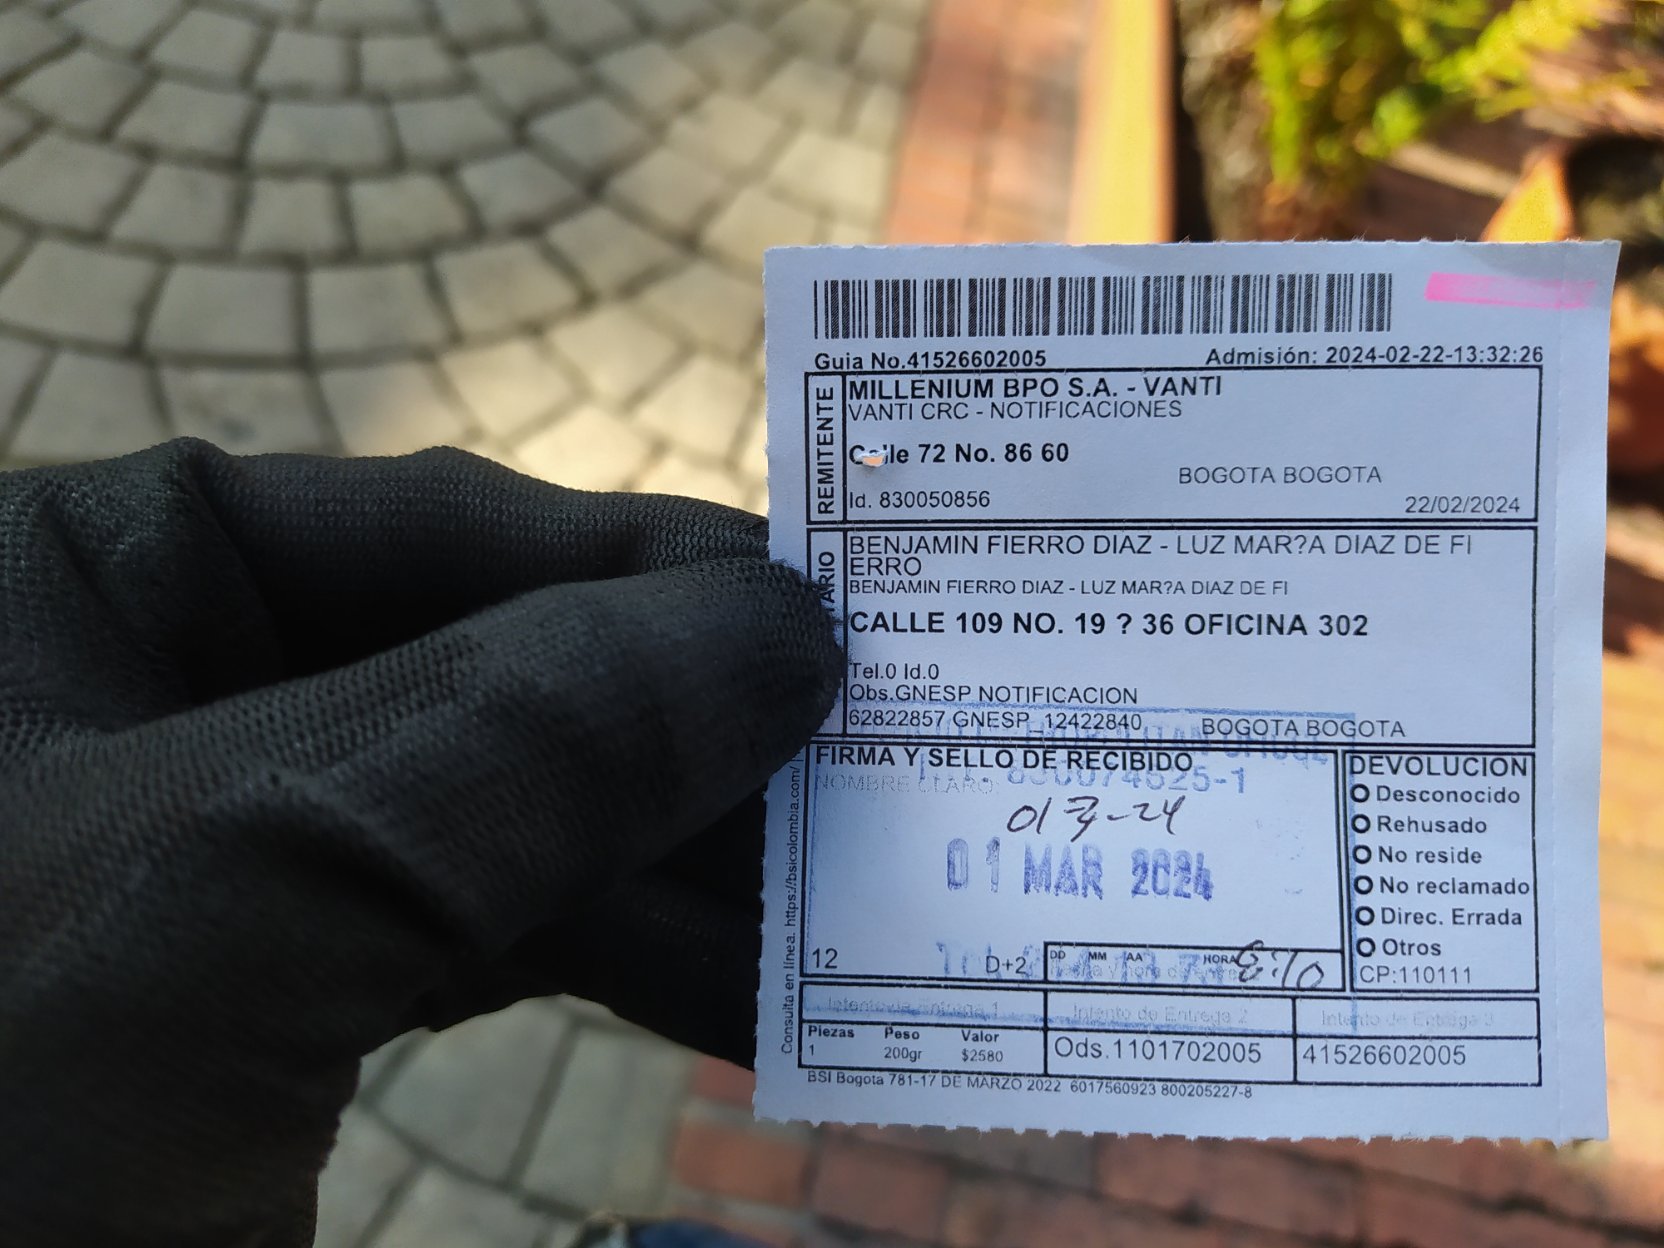 Guia No.41526602005 Admisión: 2024-02-22-13:32:26
REMITENTE
MILLENIUM BPO S.A. - VANTI
VANTI CRC - NOTIFICACIONES
72 No. 86 60
BOGOTA BOGOTA
Id. 830050856 22/02/2024
BENJAMIN FIERRO DIAZ - LUZ MAR?A DIAZ DE FI
ERRO
BENJAMIN FIERRO DIAZ - LUZ MAR?A DIAZ DE FI
CALLE 109 NO. 19 ? 36 OFICINA 302
Tel.0 Id.0
Obs.GNESP NOTIFICACION
62822857 GNESP 12422840 BOGOTA BOGOTA
FIRMA Y SELLO DE RECIBIDO
NOMBRE CLARO:
830074525-1
01 MAR 2024
12 D+2
DD MM AA HORA 8:10
DEVOLUCION
Desconocido
Rehusado
No reside
No reclamado
Direc. Errada
Otros
CP:110111
Intento de Entrega 1 Intento de Entrega 2 Intento de Entrega 3
Piezas Peso Valor
1 200gr $2580
Ods.1101702005 41526602005
BSI Bogota 781-17 DE MARZO 2022 6017560923 800205227-8
Consulta en línea. https://bsicolombia.com/